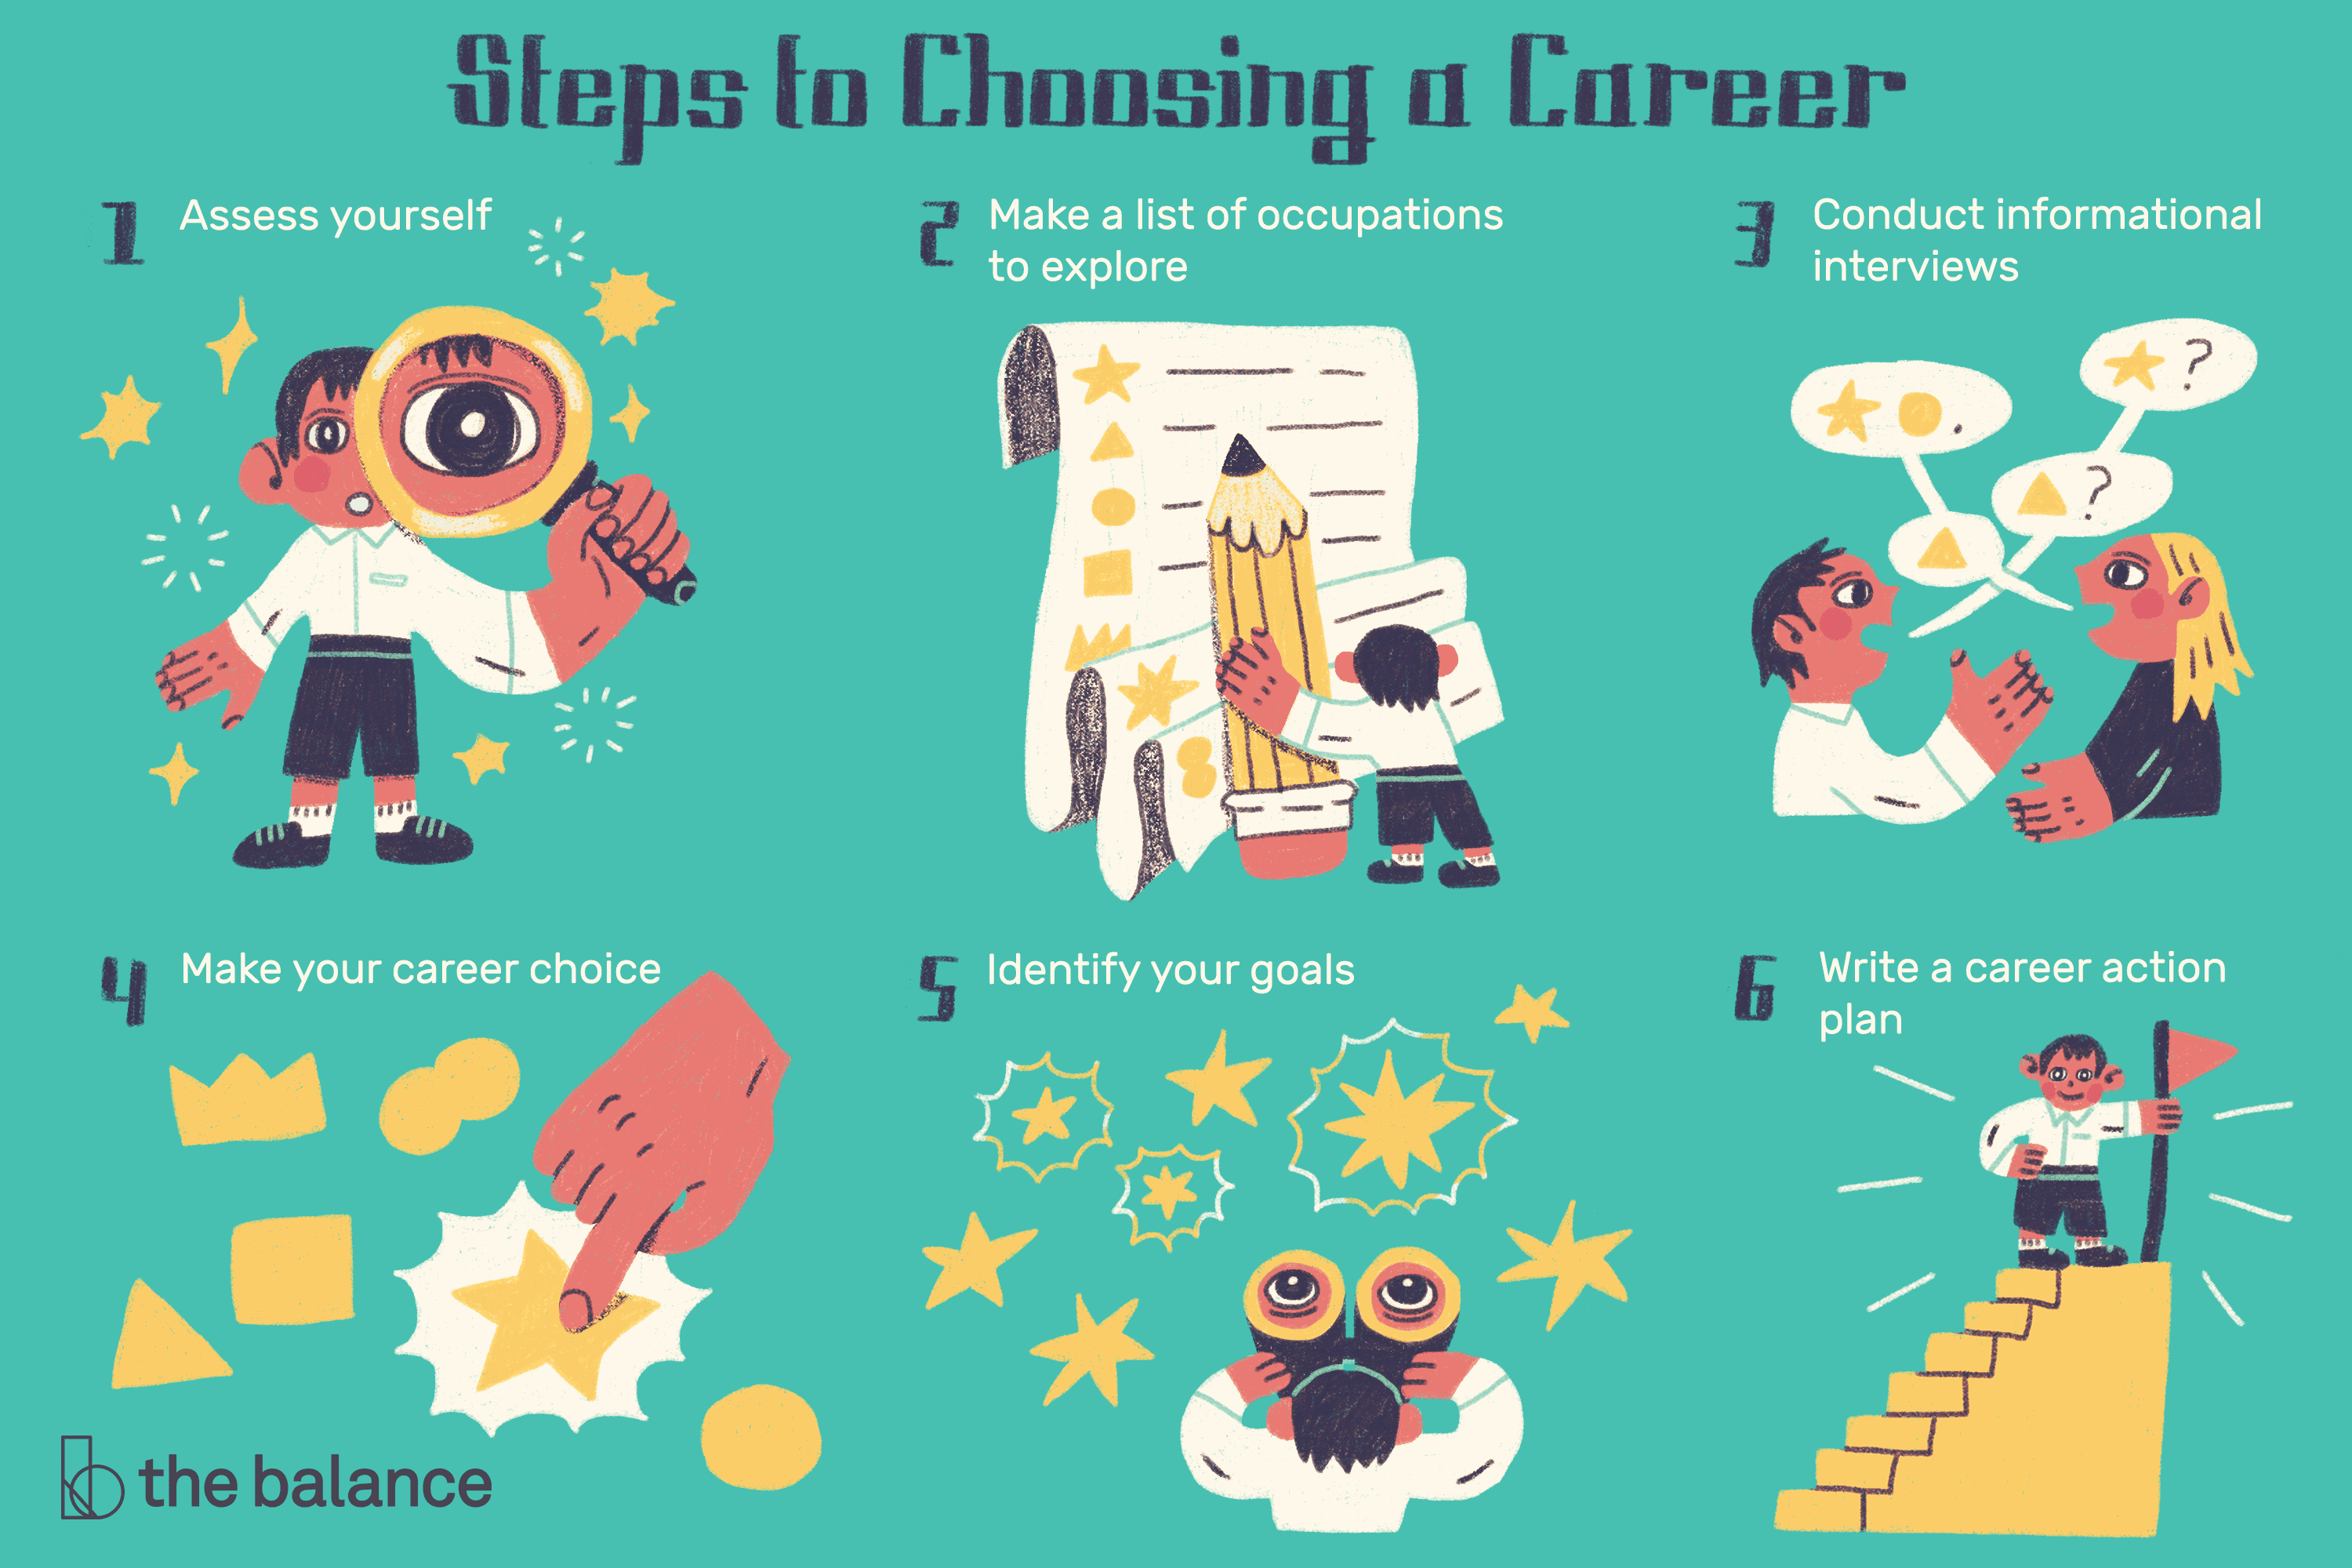 Steps to Choosing a Career
1 Assess yourself
2 Make a list of occupations
to explore
3 Conduct informational
interviews
? 
?
4 Make your career choice
5 Identify your goals
6 Write a career action
plan
the balance